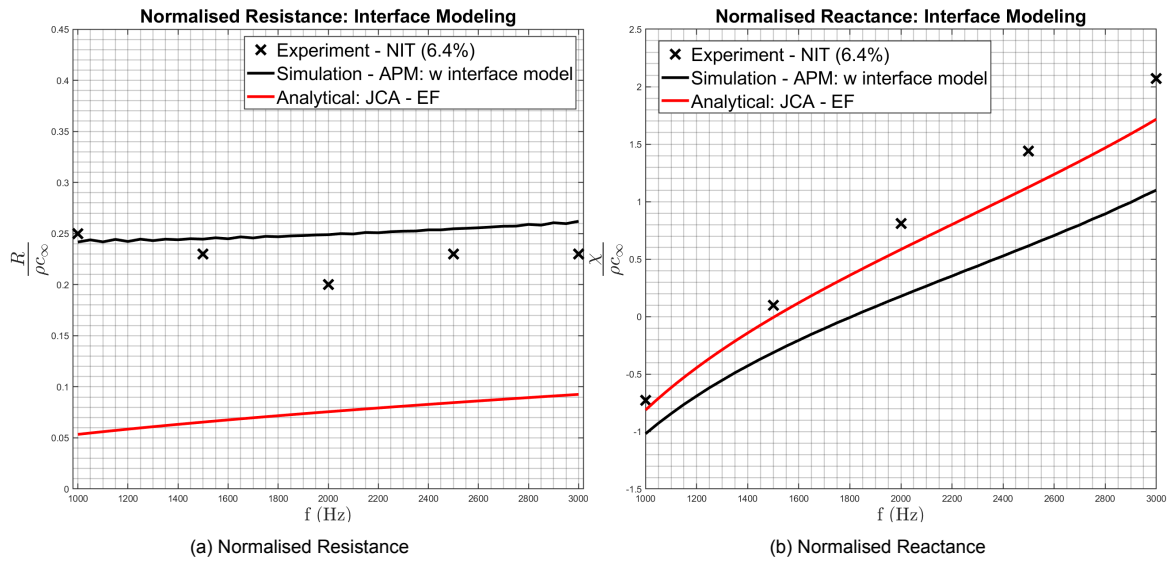 Normalised Resistance: Interface Modeling
0.45
0.4
0.35
0.3
0.25
0.2
0.15
0.1
0.05
0
R
ρc∞
Experiment - NIT (6.4%)
Simulation - APM: w interface model
Analytical: JCA - EF
1000 1200 1400 1600 1800 2000 2200 2400 2600 2800 3000
f (Hz)
(a) Normalised Resistance
Normalised Reactance: Interface Modeling
2.5
2
1.5
1
0.5
0
-0.5
-1
-1.5
χ
ρc∞
Experiment - NIT (6.4%)
Simulation - APM: w interface model
Analytical: JCA - EF
1000 1200 1400 1600 1800 2000 2200 2400 2600 2800 3000
f (Hz)
(b) Normalised Reactance